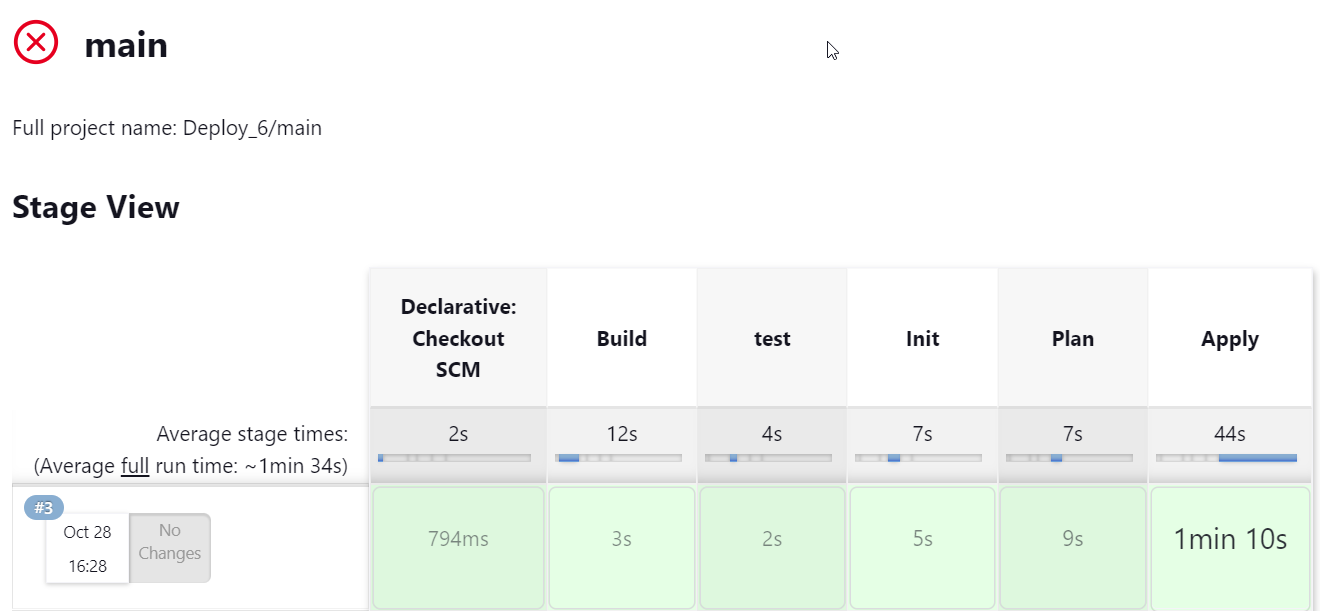 main
Full project name: Deploy_6/main
Stage View
Declarative:
Checkout
SCM
Build
test
Init
Plan
Apply
Average stage times:
(Average full run time: ~1min 34s)
2s
12s
4s
7s
7s
44s
#3
Oct 28
16:28
No
Changes
794ms
3s
2s
5s
9s
1min 10s